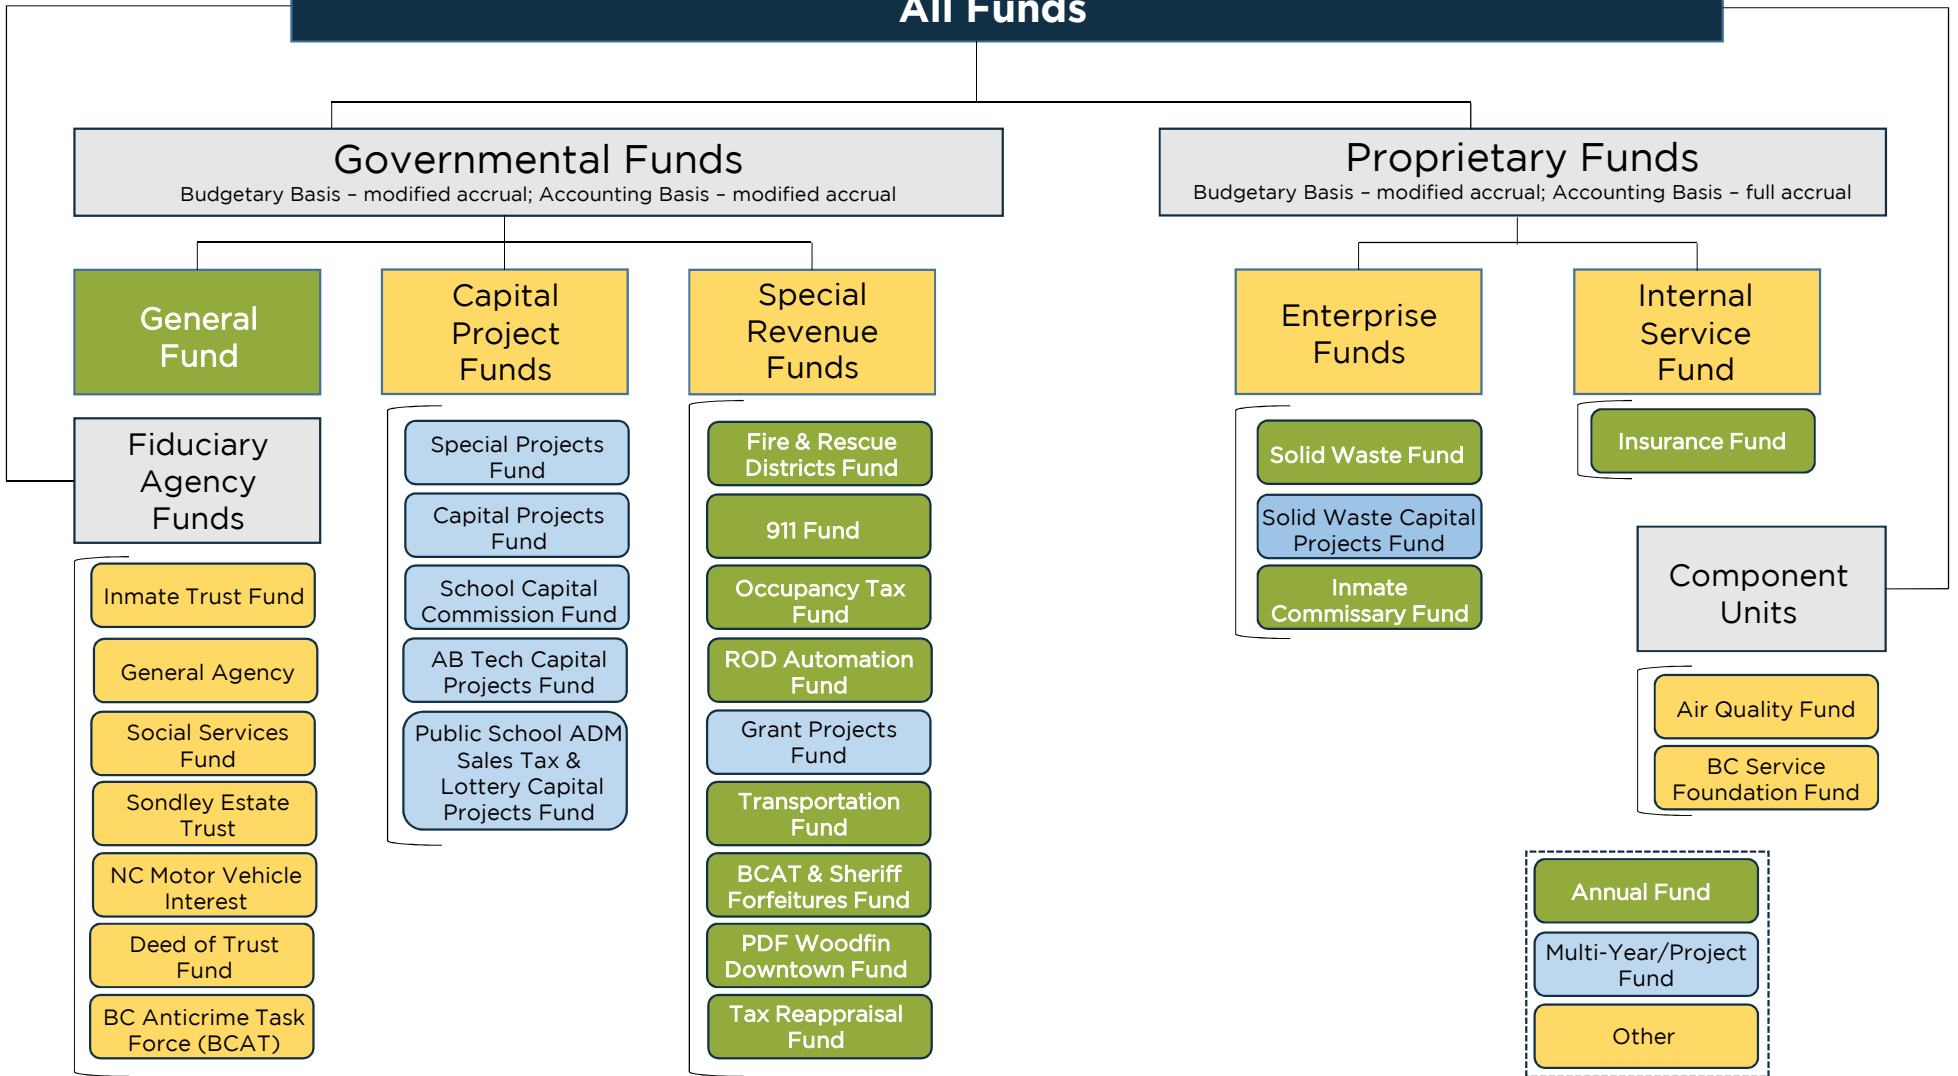 All Funds
Governmental Funds
Budgetary Basis – modified accrual; Accounting Basis – modified accrual
Proprietary Funds
Budgetary Basis – modified accrual; Accounting Basis – full accrual
General
Fund
Capital
Project
Funds
Special
Revenue
Funds
Enterprise
Funds
Internal
Service
Fund
Fiduciary
Agency
Funds
Inmate Trust Fund
General Agency
Social Services
Fund
Sondley Estate
Trust
NC Motor Vehicle
Interest
Deed of Trust
Fund
BC Anticrime Task
Force (BCAT)
Special Projects
Fund
Capital Projects
Fund
School Capital
Commission Fund
AB Tech Capital
Projects Fund
Public School ADM
Sales Tax &
Lottery Capital
Projects Fund
Fire & Rescue
Districts Fund
911 Fund
Occupancy Tax
Fund
ROD Automation
Fund
Grant Projects
Fund
Transportation
Fund
BCAT & Sheriff
Forfeitures Fund
PDF Woodfin
Downtown Fund
Tax Reappraisal
Fund
Solid Waste Fund
Solid Waste Capital
Projects Fund
Inmate
Commissary Fund
Insurance Fund
Component
Units
Air Quality Fund
BC Service
Foundation Fund
Annual Fund
Multi-Year/Project
Fund
Other